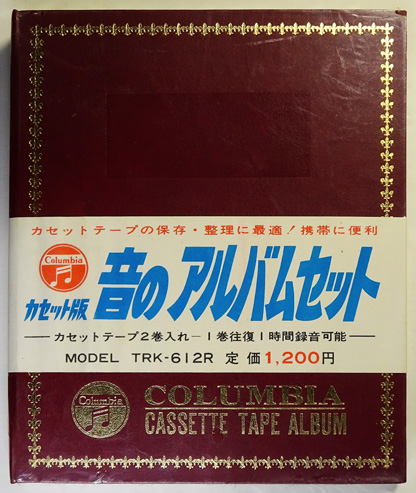 カセットテープの保存・整理に最適!携帯に便利
Columbia
カセット版 音のアルバムセット
カセットテープ2巻入れ-1巻往復1時間録音可能
MODEL TRK-612R 定価1,200円
Columbia
COLUMBIA
CASSETTE TAPE ALBUM